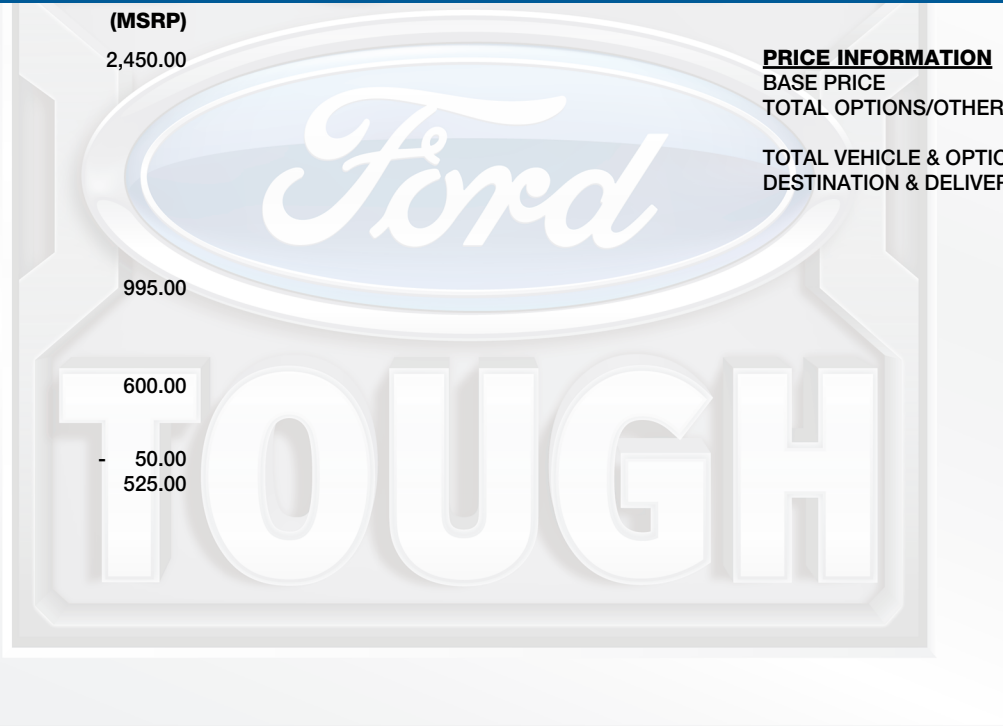 (MSRP)
2,450.00
995.00
600.00
- 50.00
525.00
PRICE INFORMATION
BASE PRICE
TOTAL OPTIONS/OTHER
TOTAL VEHICLE & OPTIO
DESTINATION & DELIVER
Ford
TOUGH